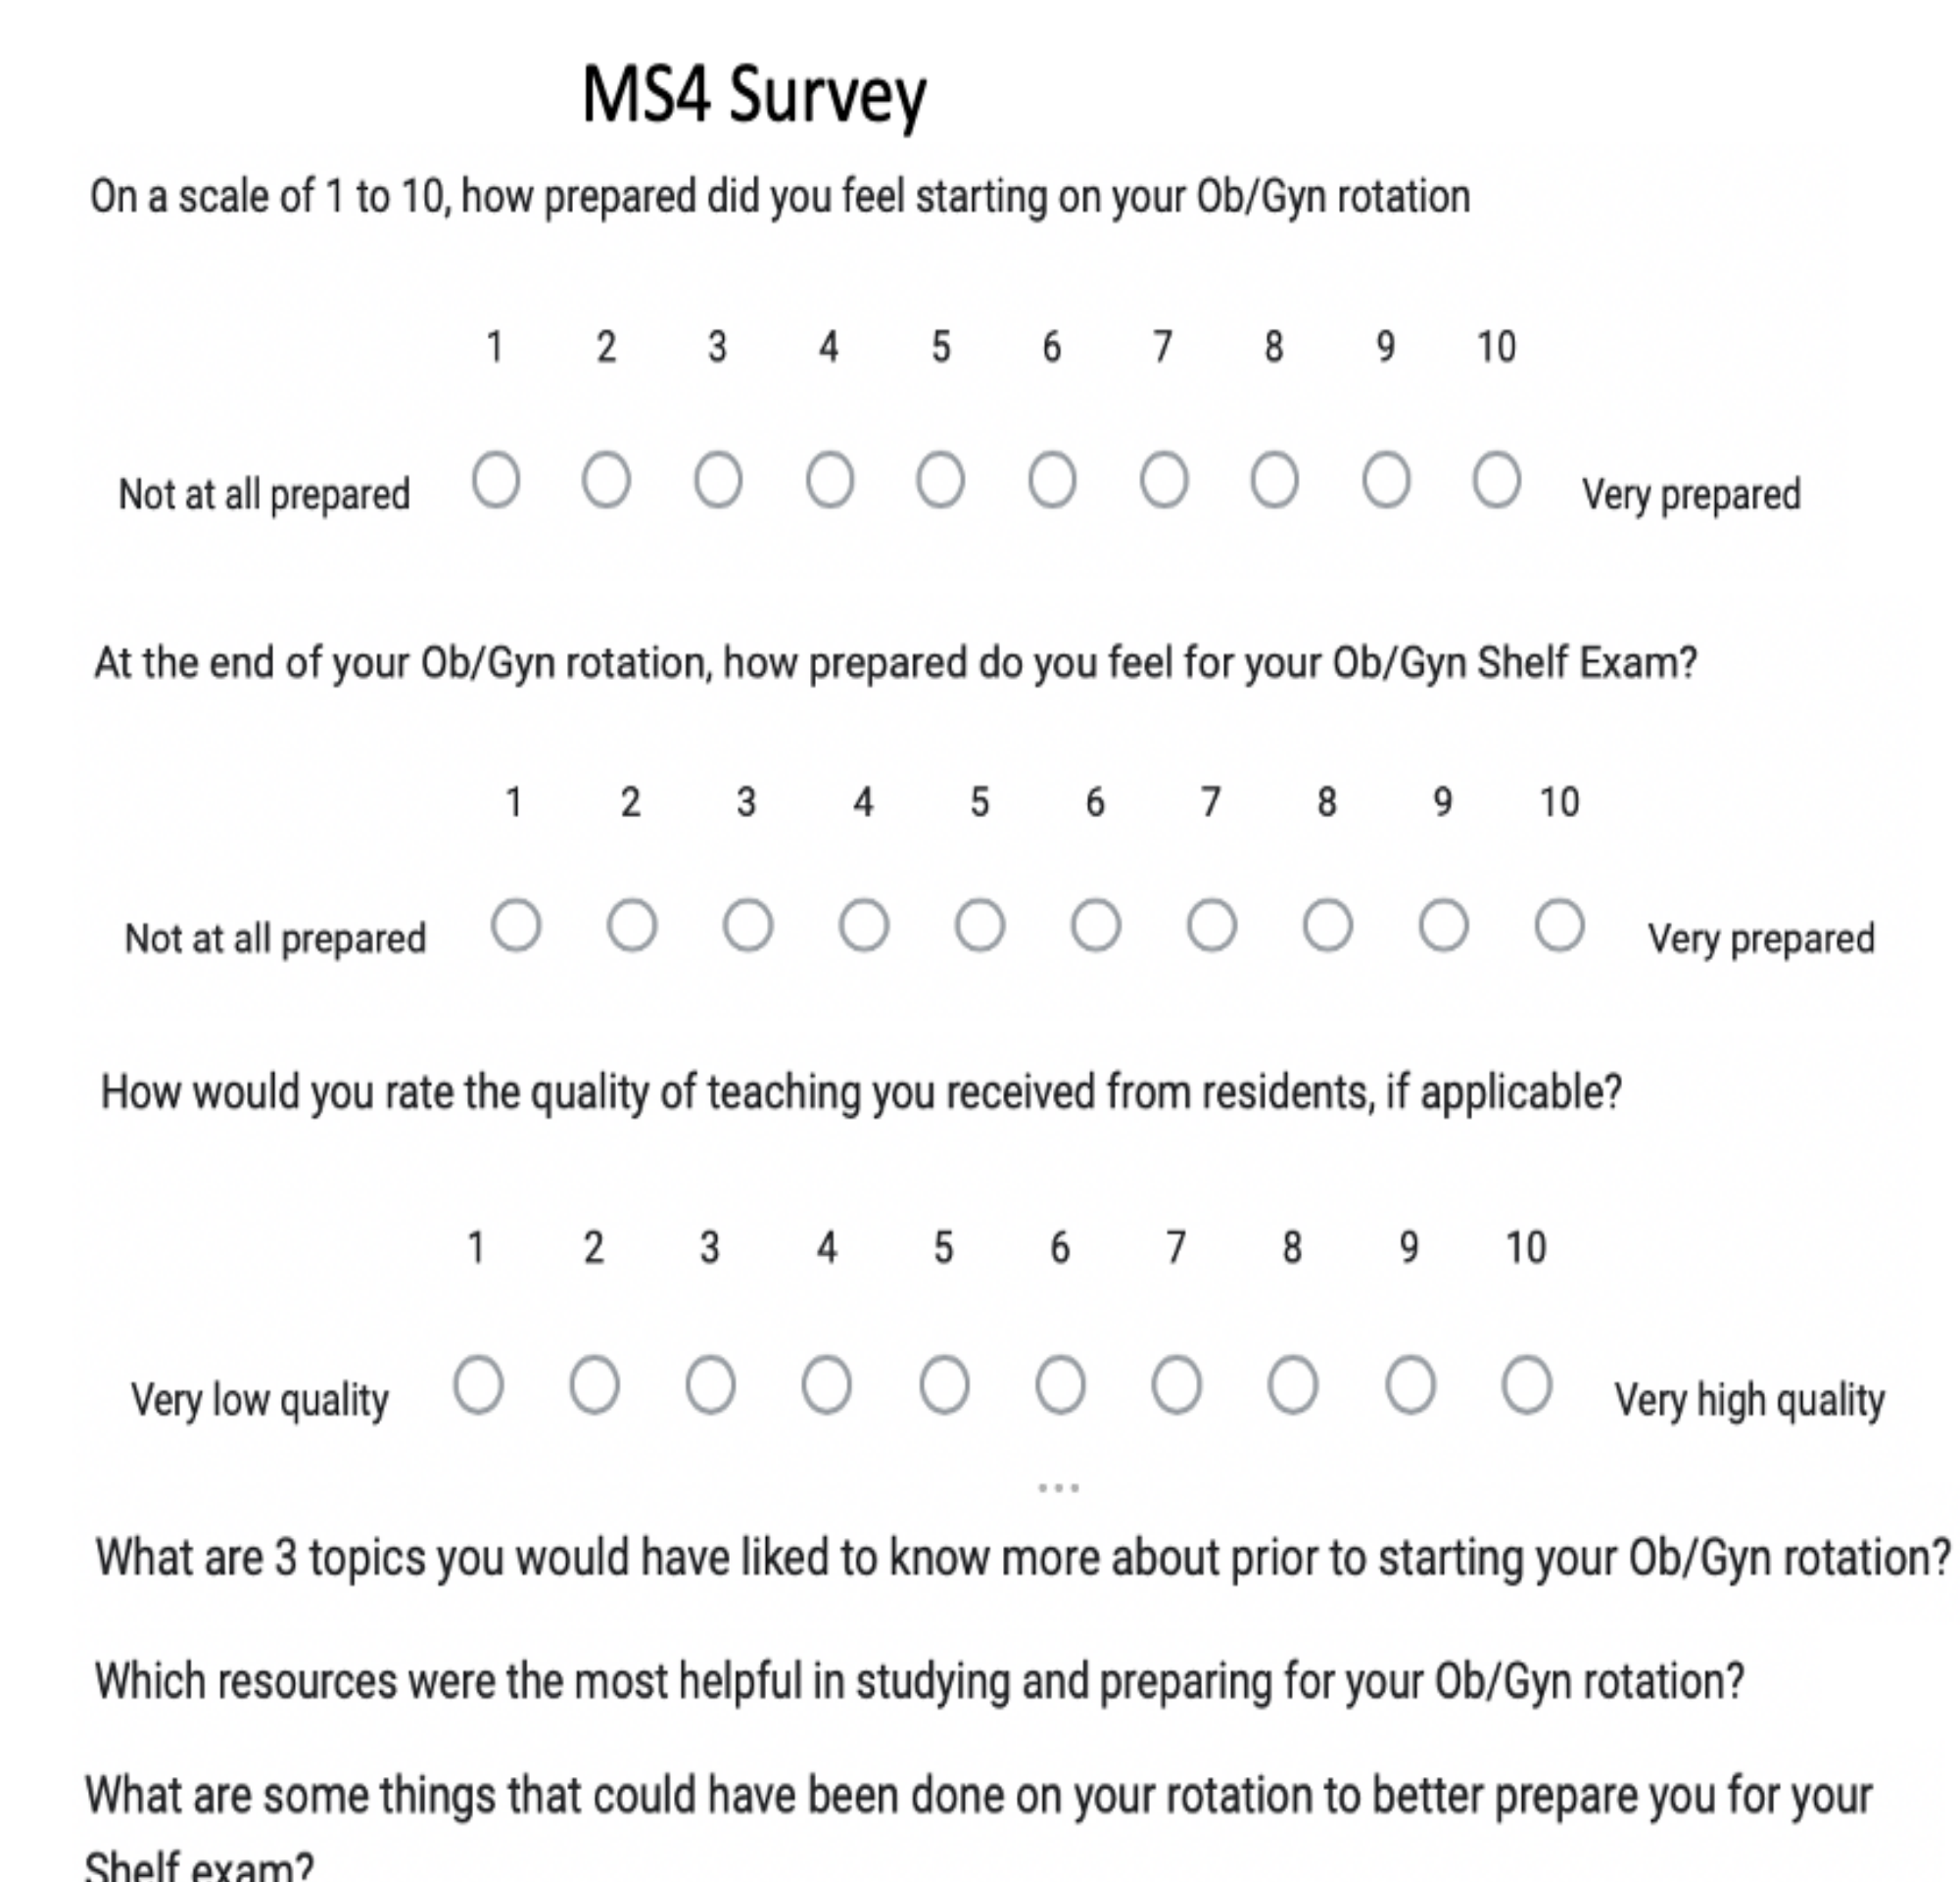 MS4 Survey
On a scale of 1 to 10, how prepared did you feel starting on your Ob/Gyn rotation
1 2 3 4 5 6 7 8 9 10
Not at all prepared Very prepared
At the end of your Ob/Gyn rotation, how prepared do you feel for your Ob/Gyn Shelf Exam?
1 2 3 4 5 6 7 8 9 10
Not at all prepared Very prepared
How would you rate the quality of teaching you received from residents, if applicable?
1 2 3 4 5 6 7 8 9 10
Very low quality Very high quality
...
What are 3 topics you would have liked to know more about prior to starting your Ob/Gyn rotation?
Which resources were the most helpful in studying and preparing for your Ob/Gyn rotation?
What are some things that could have been done on your rotation to better prepare you for your
Shelf exam?